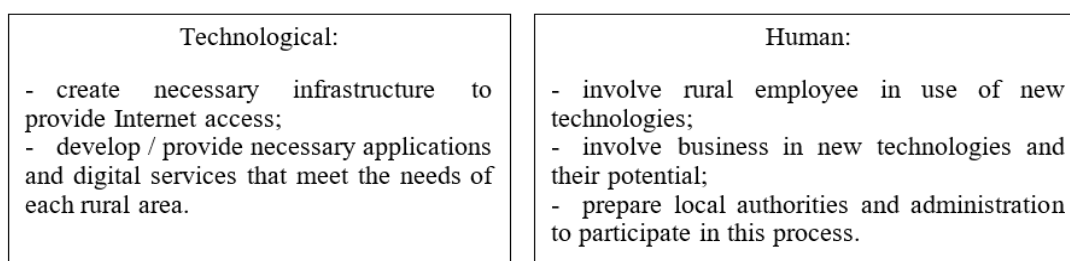 Technological:
- create necessary infrastructure to
provide Internet access;
- develop / provide necessary applications
and digital services that meet the needs of
each rural area.
Human:
- involve rural employee in use of new
technologies;
- involve business in new technologies and
their potential;
- prepare local authorities and administration
to participate in this process.